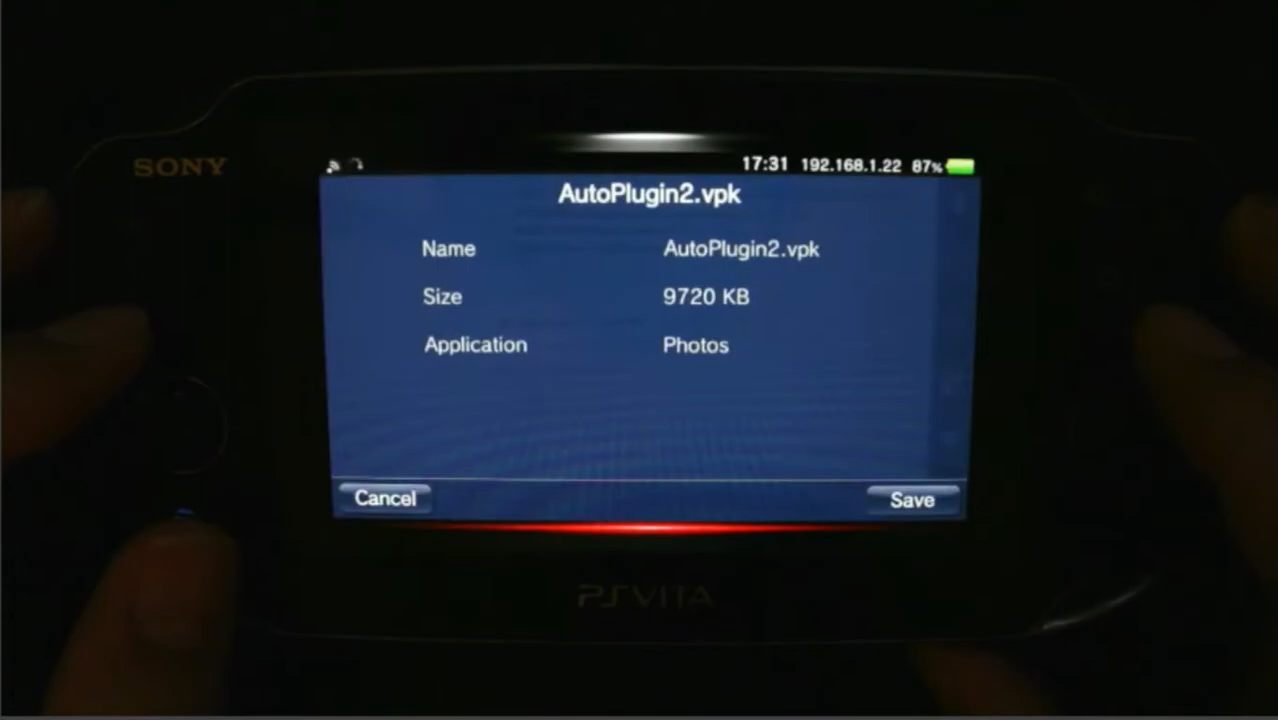 SONY
17:31 192.168.1.22 87%
AutoPlugin2.vpk
Name AutoPlugin2.vpk
Size 9720 KB
Application Photos
Cancel Save
PSVITA